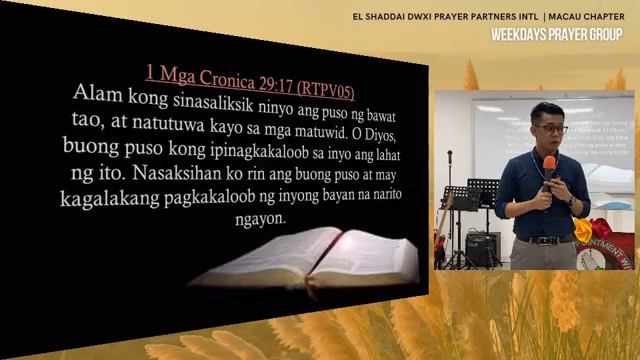 EL SHADDAI DWXI PRAYER PARTNERS INTL | MACAU CHAPTER
WEEKDAYS PRAYER GROUP
1 Mga Cronica 29:17 (RTPV05)
Alam kong sinasaliksik ninyo ang puso ng bawat
tao, at natutuwa kayo sa mga matuwid. O Diyos,
buong puso kong ipinagkakaloob sa inyo ang lahat
ng ito. Nasaksihan ko rin ang buong puso at may
kagalakang pagkakaloob ng inyong bayan na narito
ngayon.